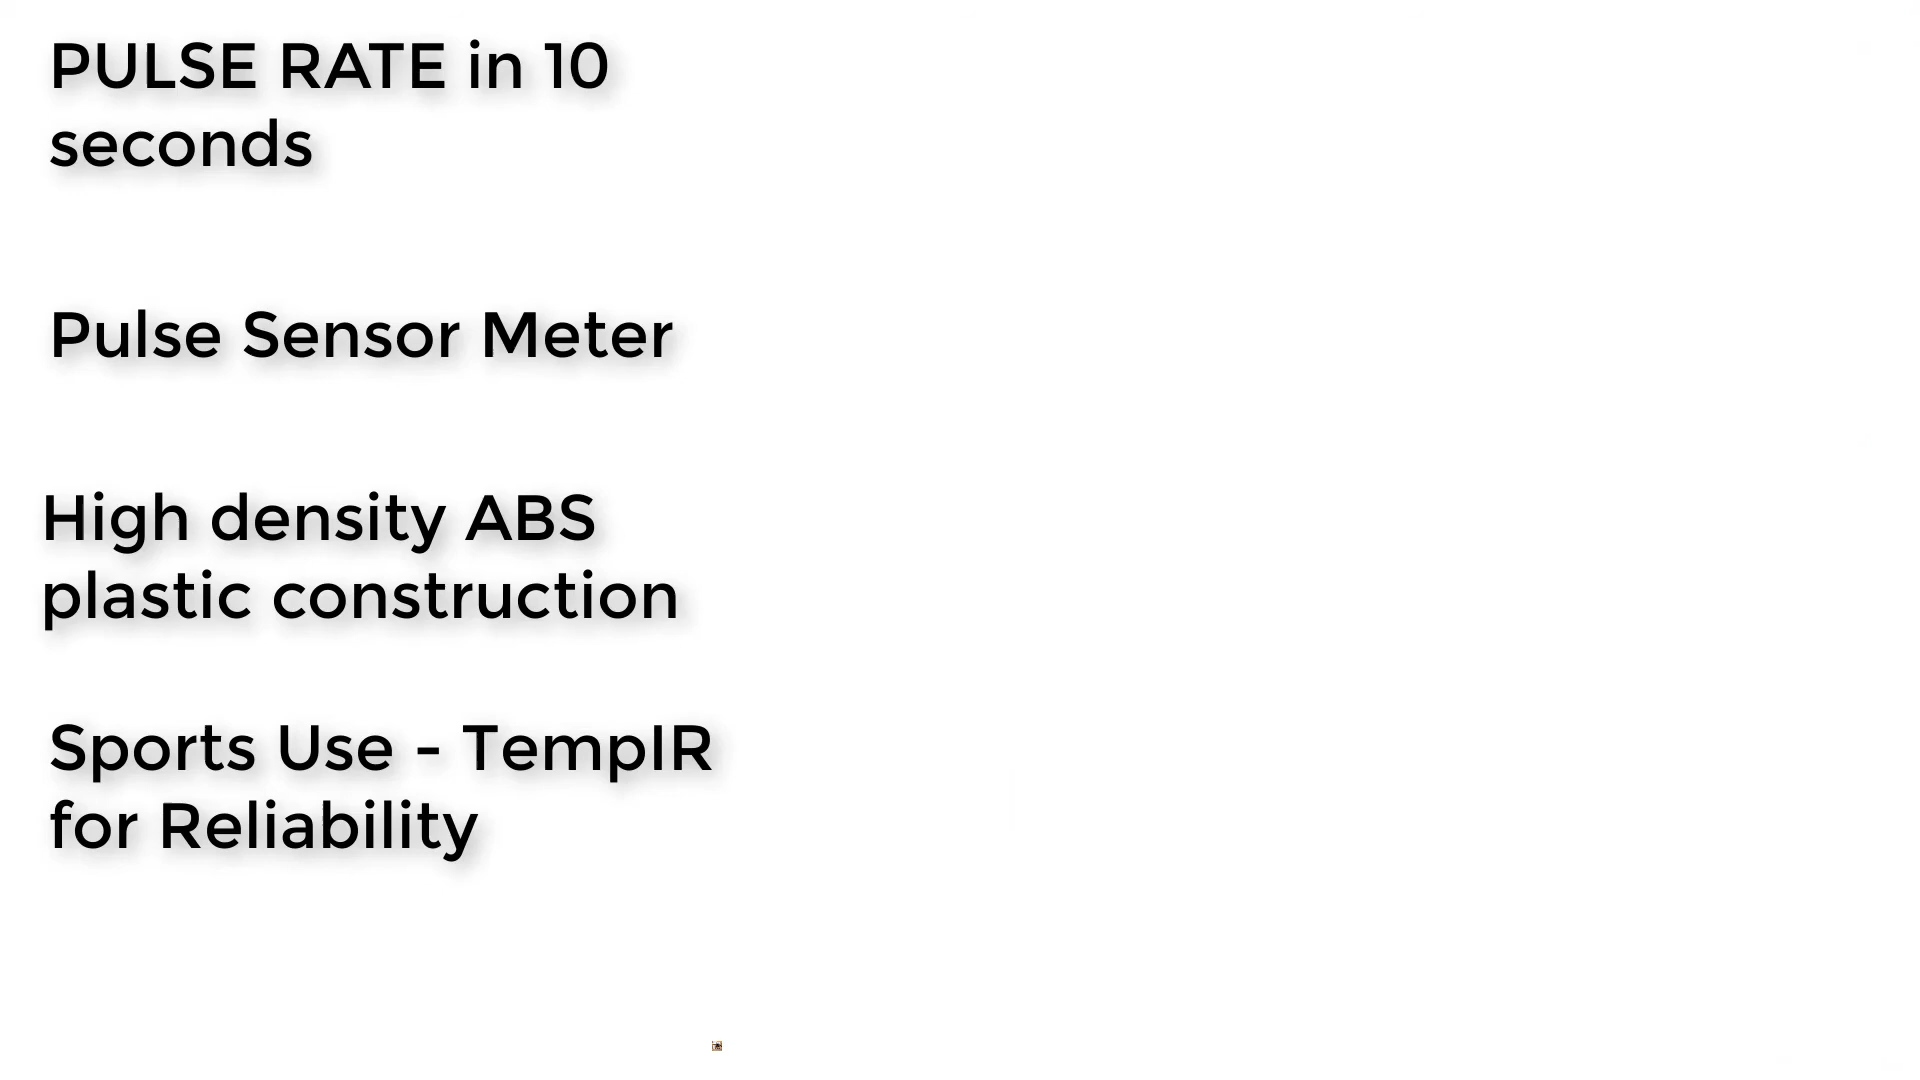 PULSE RATE in 10
seconds
Pulse Sensor Meter
High density ABS
plastic construction
Sports Use - TempIR
for Reliability